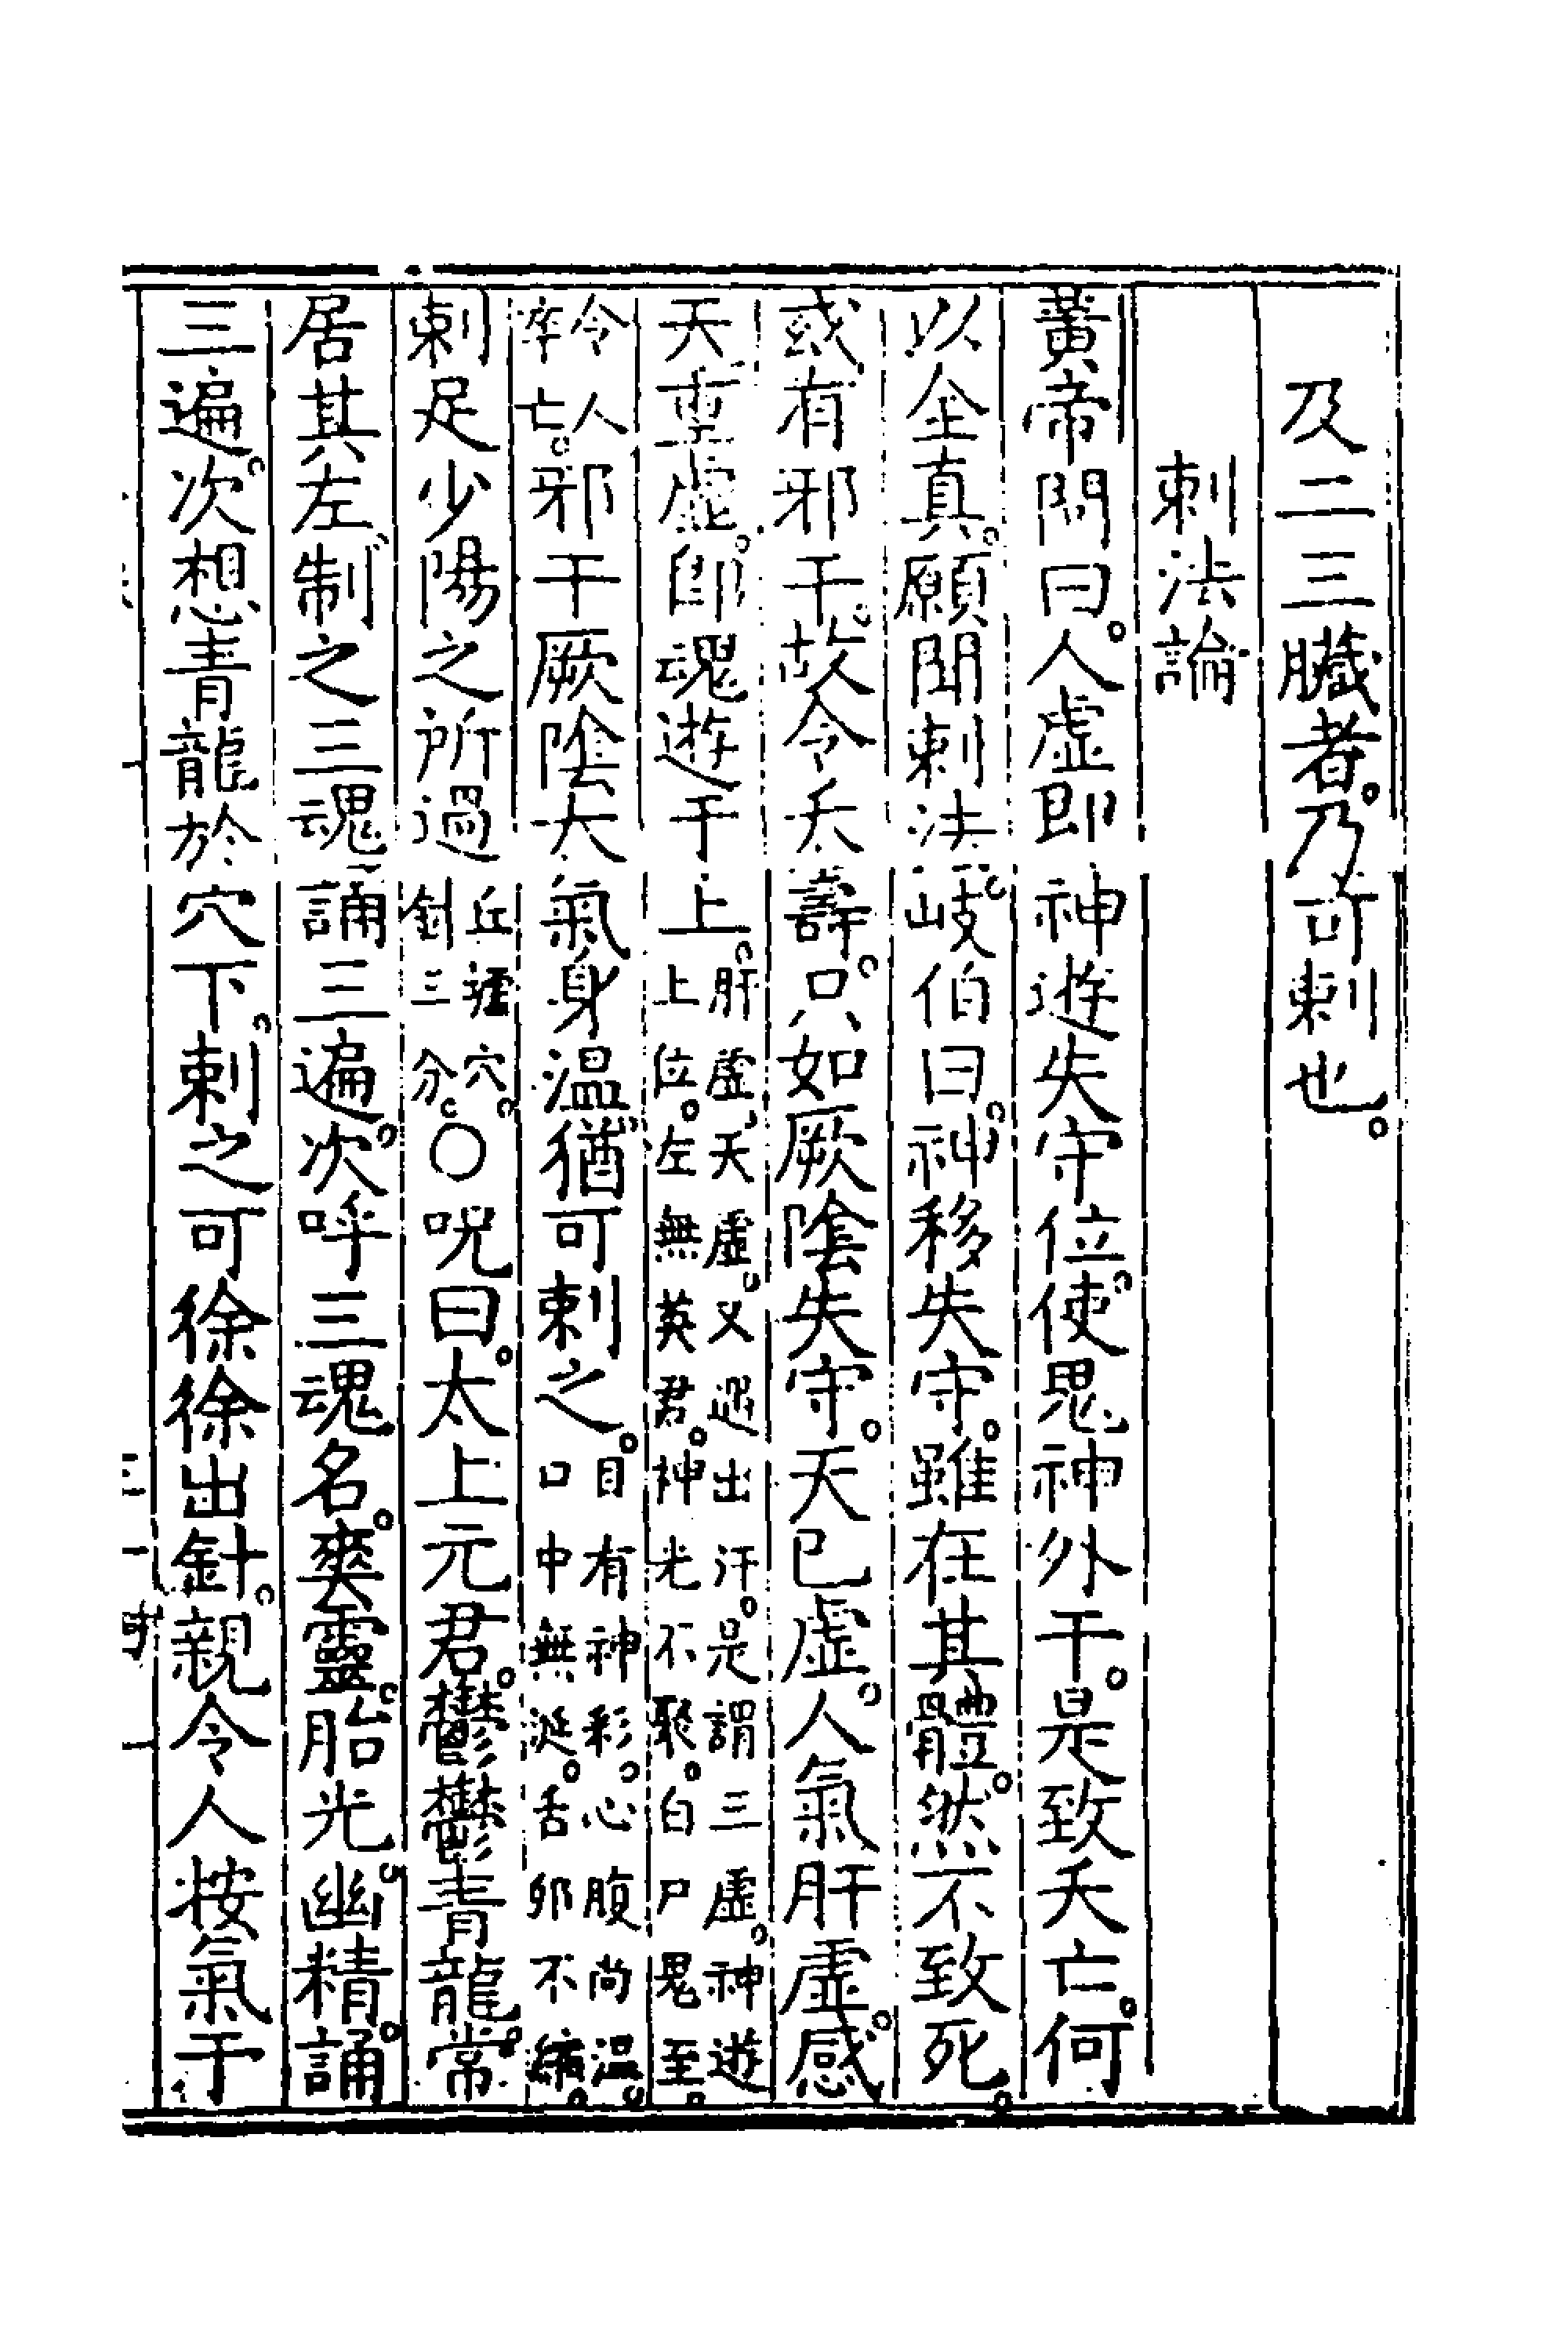 及二三臟者。乃可刺也。
刺法論
黃帝問曰。人虛即神遊失守位。使鬼神外干。是致夭亡。何
以全真。願聞刺法。岐伯曰。神移失守。雖在其體。然不致死。
或有邪干。故令夭壽。只如厥陰失守。天已虛。人氣肝虛。感
天重虛。即魂遊于上。肝虛、天虛。又遇出汗。是謂三虛。神遊
上位。左無英君。神光不聚。白尸鬼至。
令人
卒亡。邪干厥陰大氣身溫。猶可刺之。目有神彩。心腹尚溫。
口中無涎。舌卵不縮。
刺足少陽之所過丘墟穴。
針三分。〇呪曰。太上元君。鬱鬱青龍。常
居其左。制之三魂誦三遍。次呼三魂名。爽靈。胎光。幽精。誦
三遍。次想青龍於穴下。刺之可徐徐出針。親令人按氣于